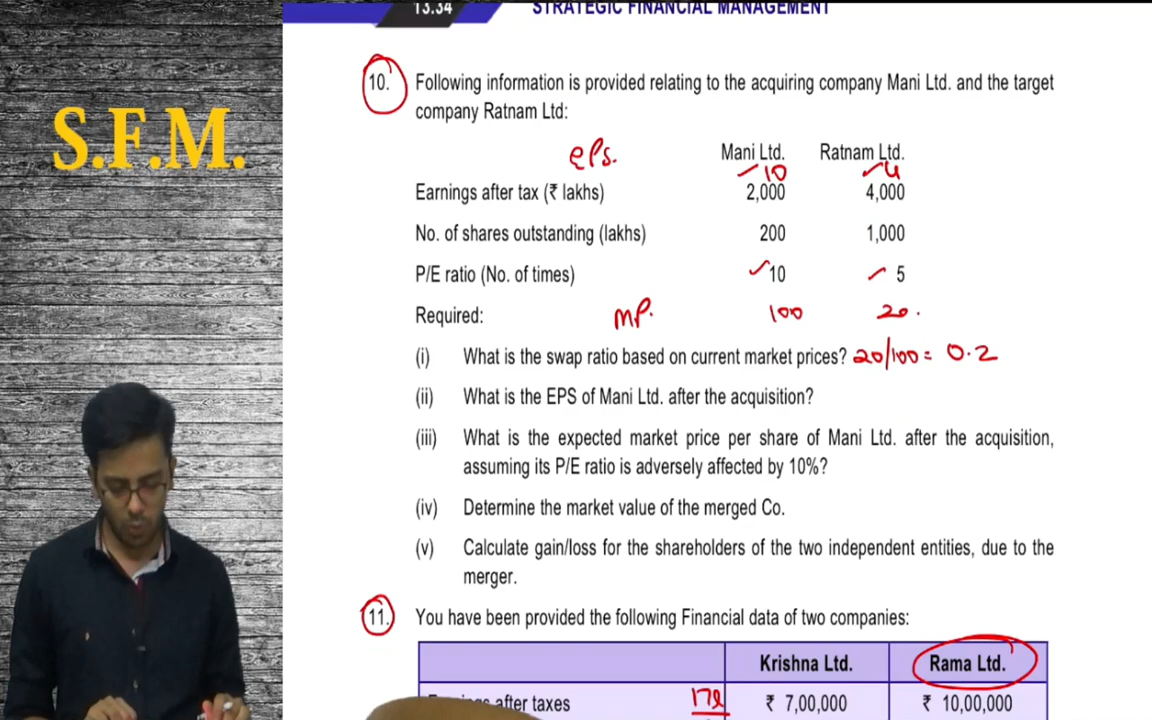 13.34 STRATEGIC FINANCIAL MANAGEMENT
S.F.M.
10. Following information is provided relating to the acquiring company Mani Ltd. and the target
company Ratnam Ltd:
EPS. Mani Ltd. Ratnam Ltd.
10 4
Earnings after tax (₹ lakhs) 2,000 4,000
No. of shares outstanding (lakhs) 200 1,000
P/E ratio (No. of times) 10 5
Required: MP. 100 20.
(i) What is the swap ratio based on current market prices? 20/100 = 0.2
(ii) What is the EPS of Mani Ltd. after the acquisition?
(iii) What is the expected market price per share of Mani Ltd. after the acquisition,
assuming its P/E ratio is adversely affected by 10%?
(iv) Determine the market value of the merged Co.
(v) Calculate gain/loss for the shareholders of the two independent entities, due to the
merger.
11. You have been provided the following Financial data of two companies:
Krishna Ltd. Rama Ltd.
after taxes ₹ 7,00,000 ₹ 10,00,000